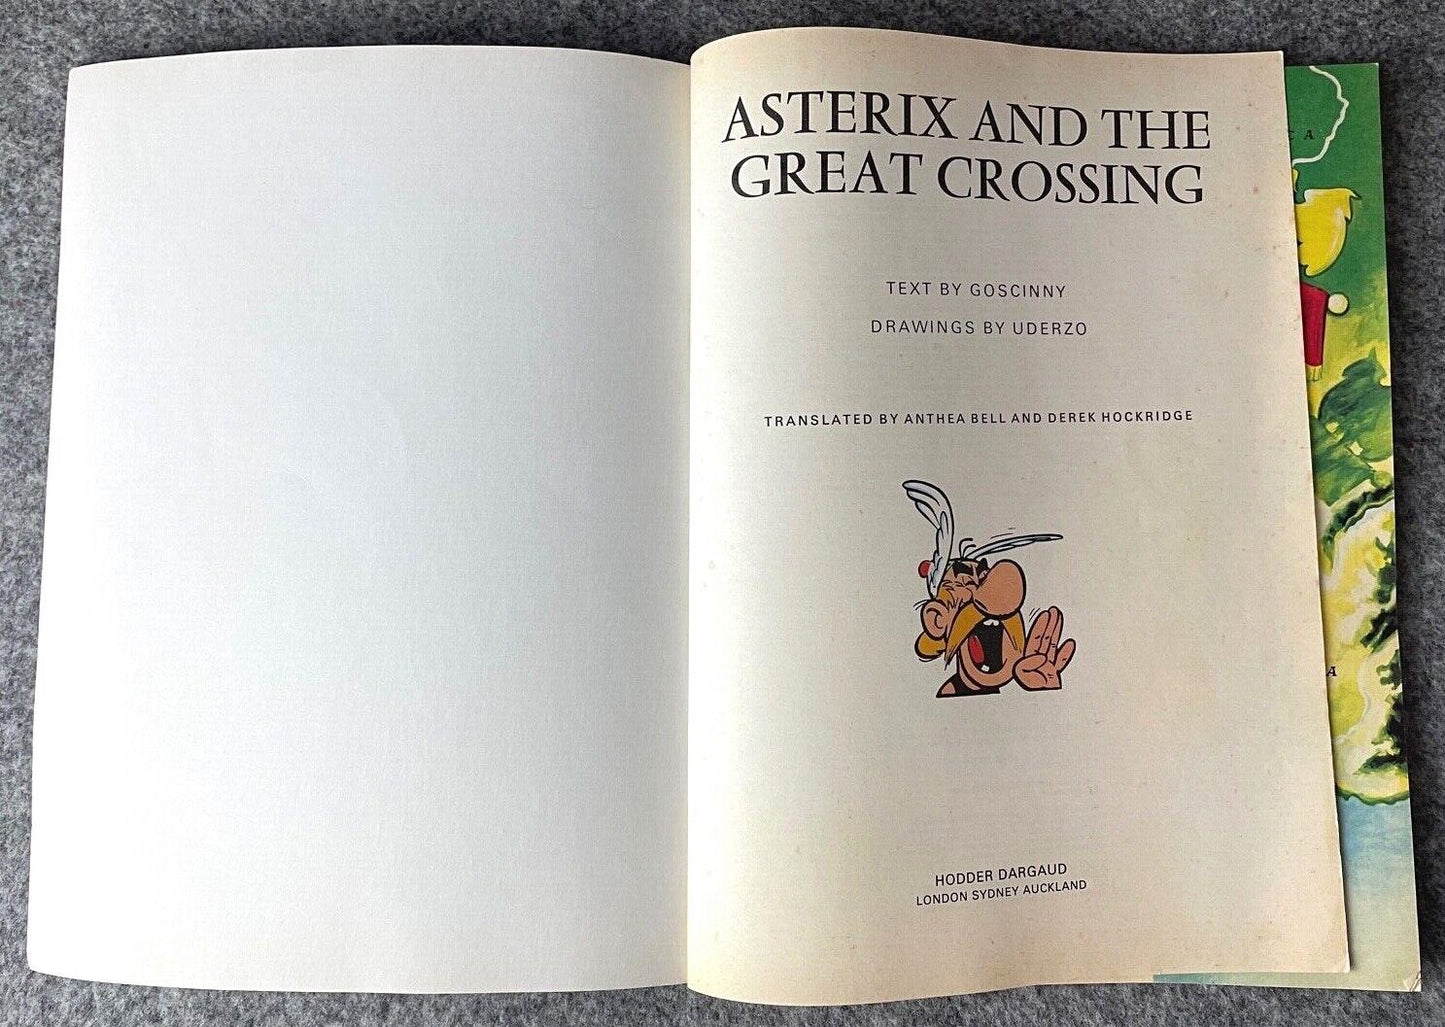 ASTERIX AND THE
GREAT CROSSING
TEXT BY GOSCINNY
DRAWINGS BY UDERZO
TRANSLATED BY ANTHEA BELL AND DEREK HOCKRIDGE
HODDER DARGAUD
LONDON SYDNEY AUCKLAND